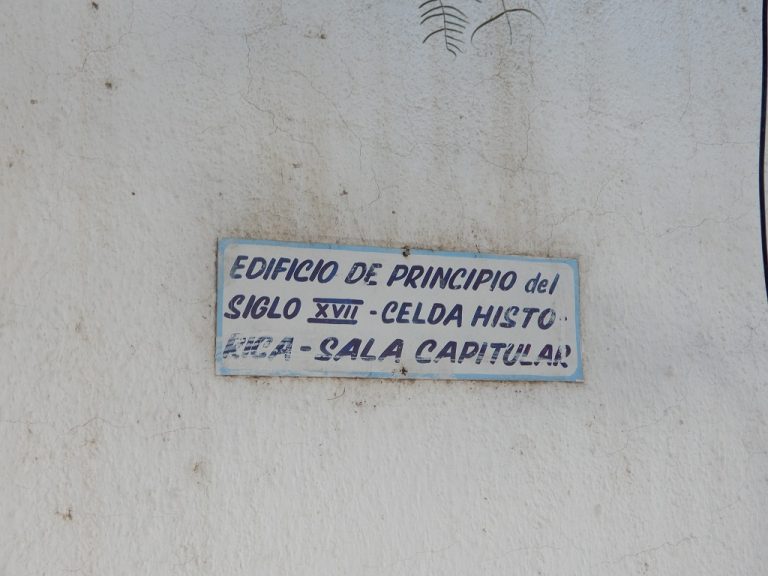 EDIFICIO DE PRINCIPIO del
SIGLO XVII - CELDA HISTO-
RICA - SALA CAPITULAR